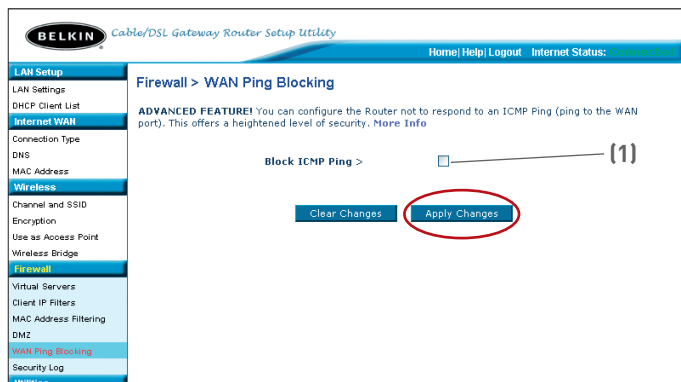 BELKIN
Cable/DSL Gateway Router Setup Utility
Home|Help|Logout Internet Status:
LAN Setup
LAN Settings
DHCP Client List
Internet WAN
Connection Type
DNS
MAC Address
Wireless
Channel and SSID
Encryption
Use as Access Point
Wireless Bridge
Firewall
Virtual Servers
Client IP Filters
MAC Address Filtering
DMZ
WAN Ping Blocking
Security Log
Firewall > WAN Ping Blocking
ADVANCED FEATURE! You can configure the Router not to respond to an ICMP Ping (ping to the WAN
port). This offers a heightened level of security. More Info
Block ICMP Ping >
(1)
Clear Changes Apply Changes